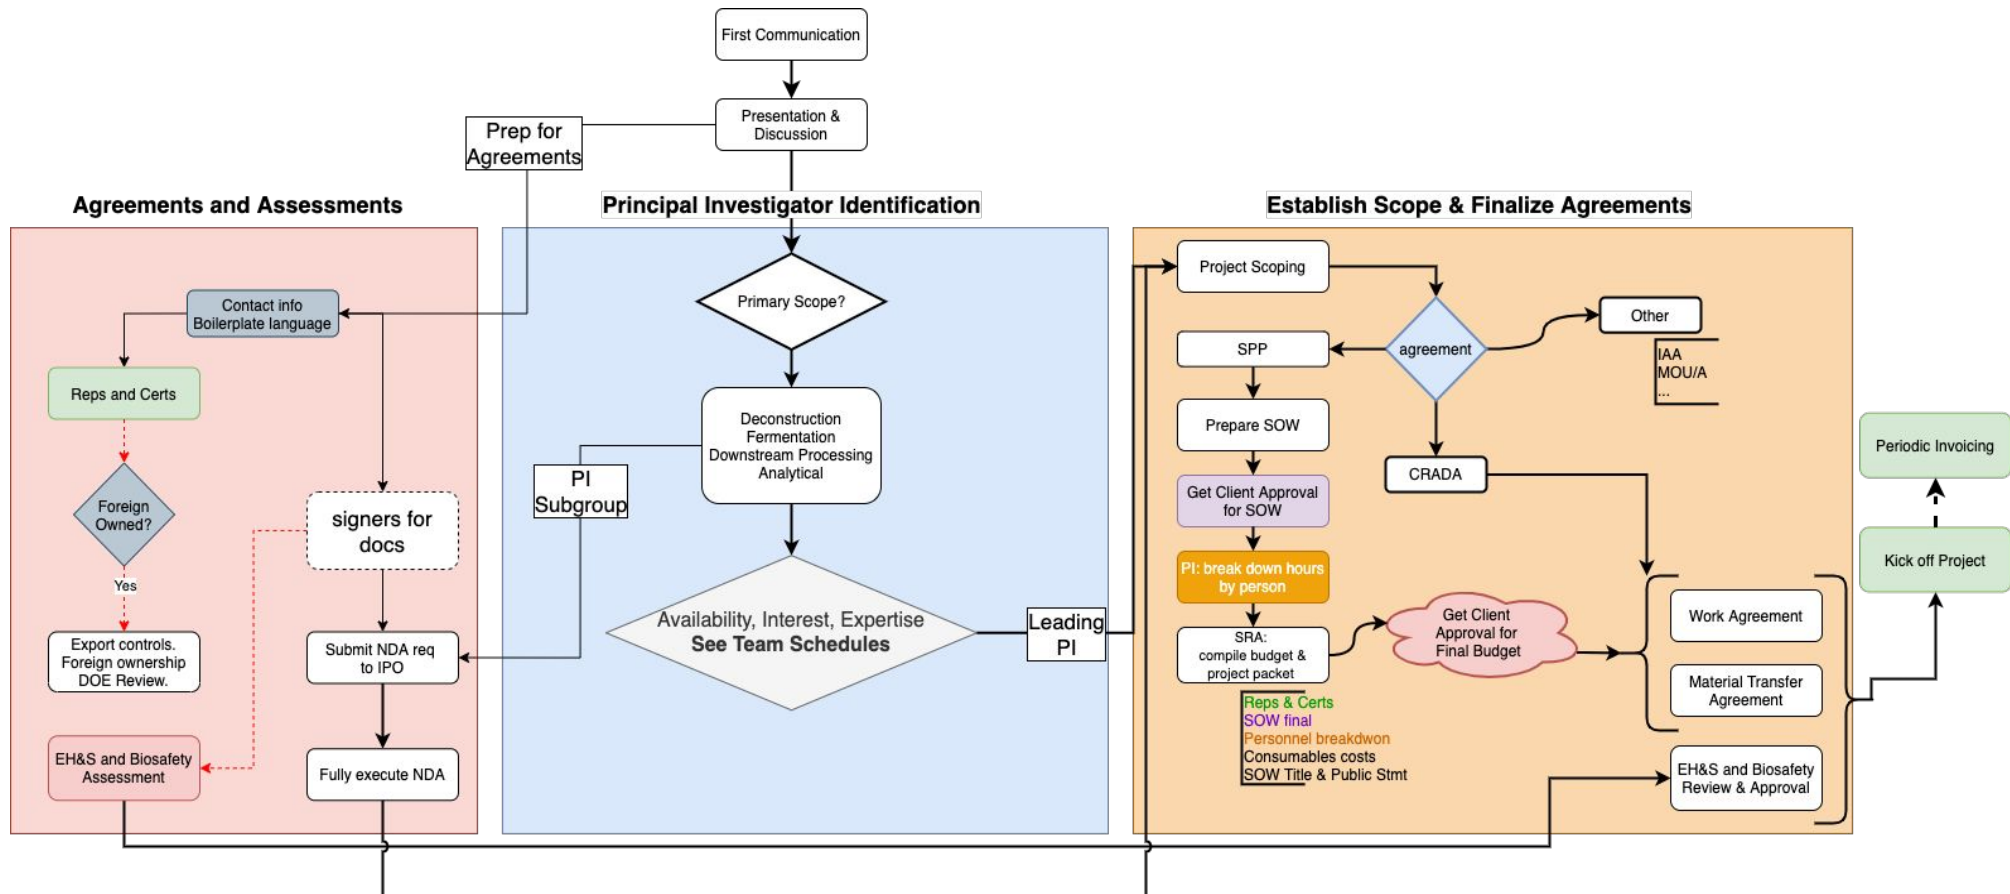 First Communication
Presentation &
Discussion
Prep for
Agreements
Agreements and Assessments
Principal Investigator Identification
Establish Scope & Finalize Agreements
Contact info
Boilerplate language
Reps and Certs
Foreign
Owned?
Yes
Export controls.
Foreign ownership
DOE Review.
EH&S and Biosafety
Assessment
signers for
docs
Submit NDA req
to IPO
Fully execute NDA
Primary Scope?
Deconstruction
Fermentation
Downstream Processing
Analytical
PI
Subgroup
Availability, Interest, Expertise
See Team Schedules
Leading
PI
Project Scoping
agreement
Other
IAA
MOU/A
...
SPP
Prepare SOW
Get Client Approval
for SOW
PI: break down hours
by person
SRA:
compile budget &
project packet
Reps & Certs
SOW final
Personnel breakdwon
Consumables costs
SOW Title & Public Stmt
CRADA
Get Client
Approval for
Final Budget
Work Agreement
Material Transfer
Agreement
EH&S and Biosafety
Review & Approval
Periodic Invoicing
Kick off Project